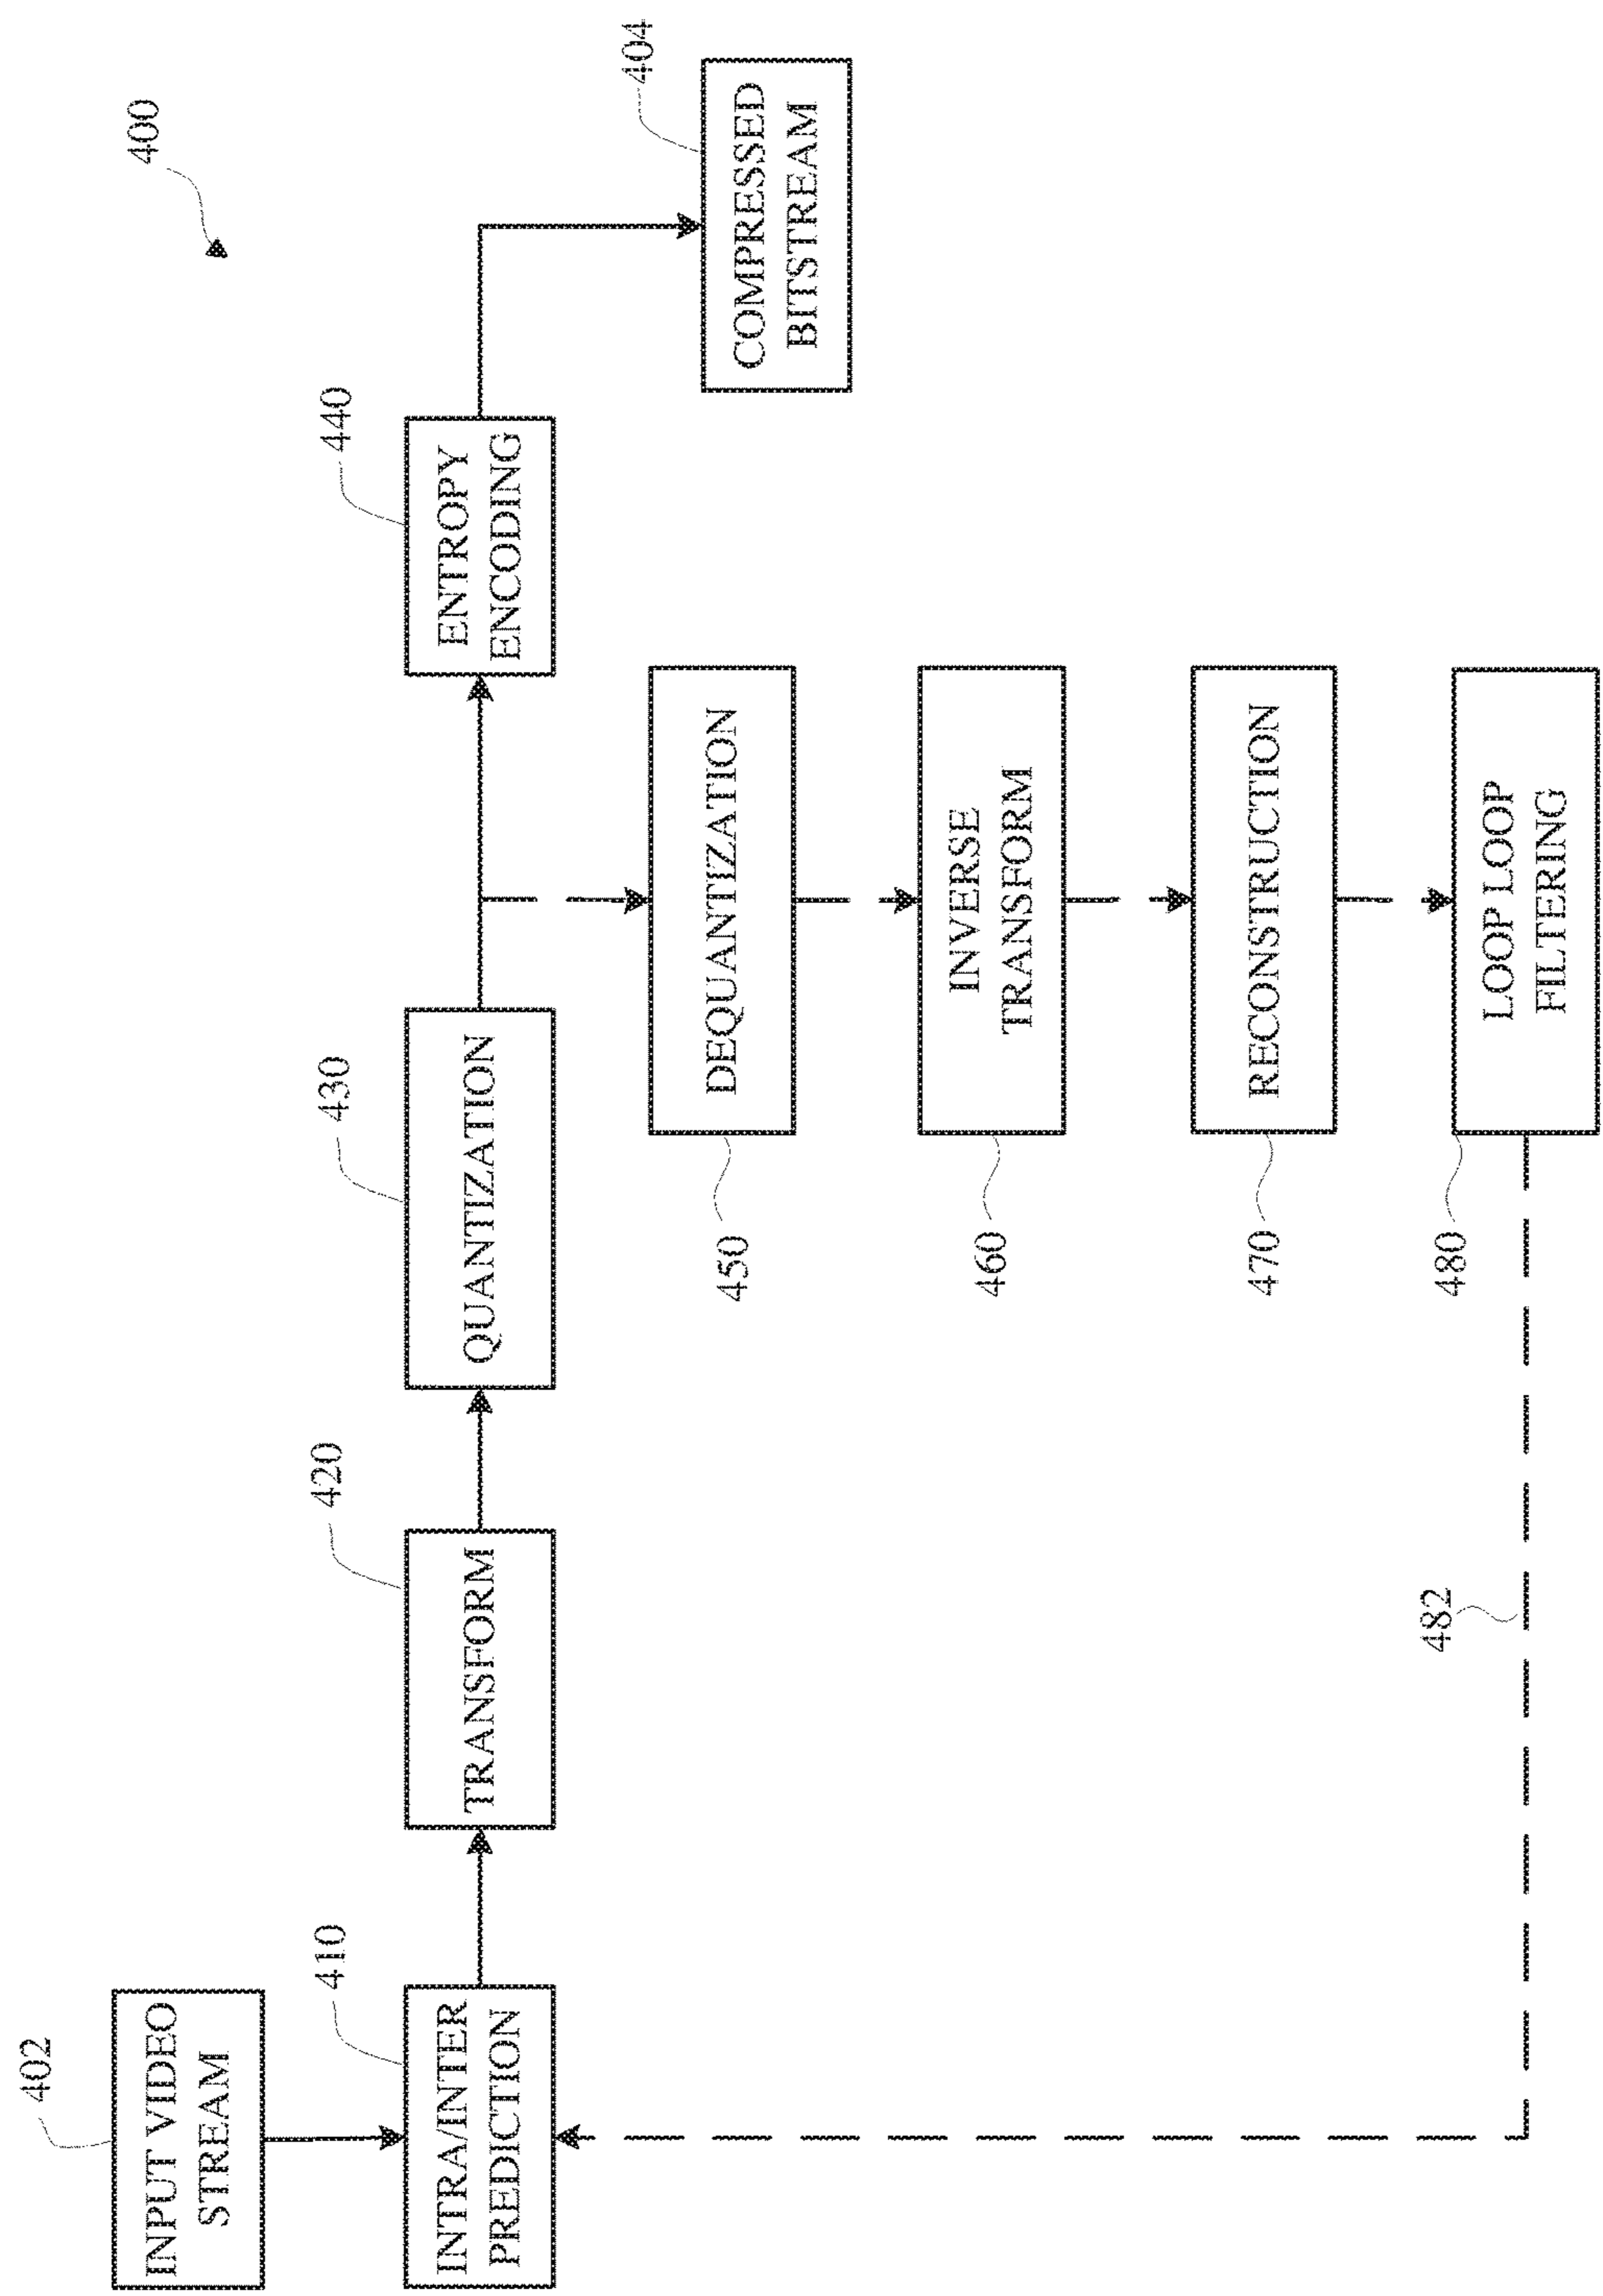 400
402
INPUT VIDEO
STREAM
410
INTRA/INTER
PREDICTION
420
TRANSFORM
430
QUANTIZATION
440
ENTROPY
ENCODING
404
COMPRESSED
BITSTREAM
450
DEQUANTIZATION
460
INVERSE
TRANSFORM
470
RECONSTRUCTION
480
LOOP LOOP
FILTERING
482